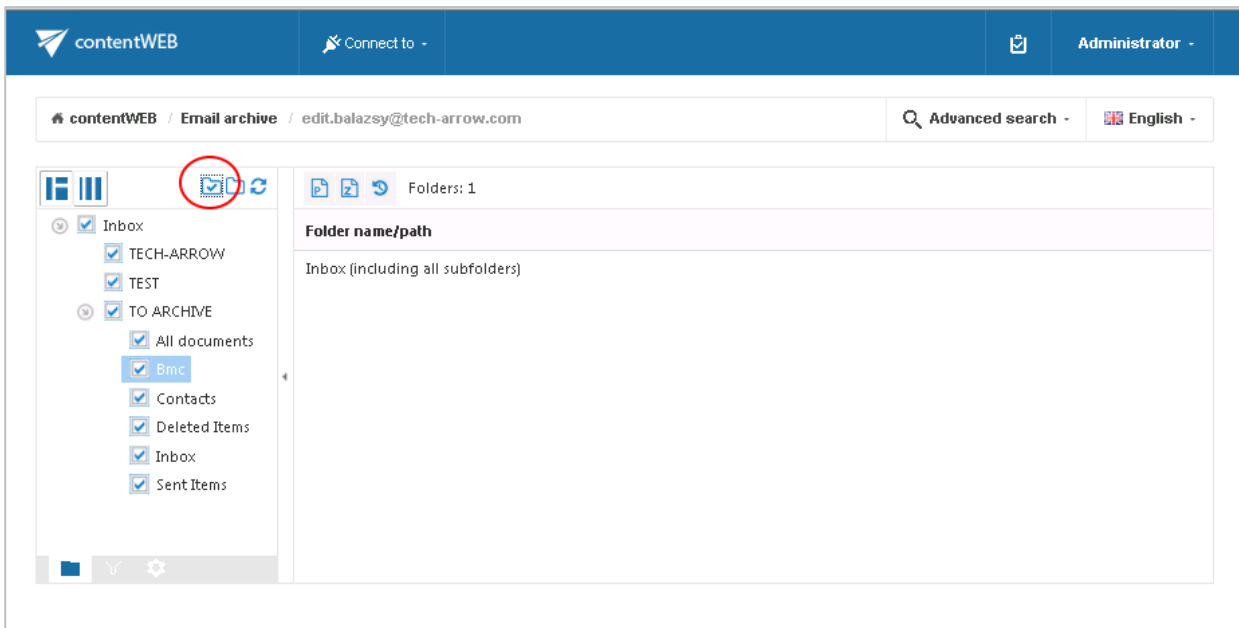 contentWEB
Connect to
Administrator
contentWEB / Email archive / edit.balazsy@tech-arrow.com
Advanced search
English
P Z Folders: 1
Inbox
TECH-ARROW
TEST
TO ARCHIVE
All documents
Bmc
Contacts
Deleted Items
Inbox
Sent Items
Folder name/path
Inbox (including all subfolders)